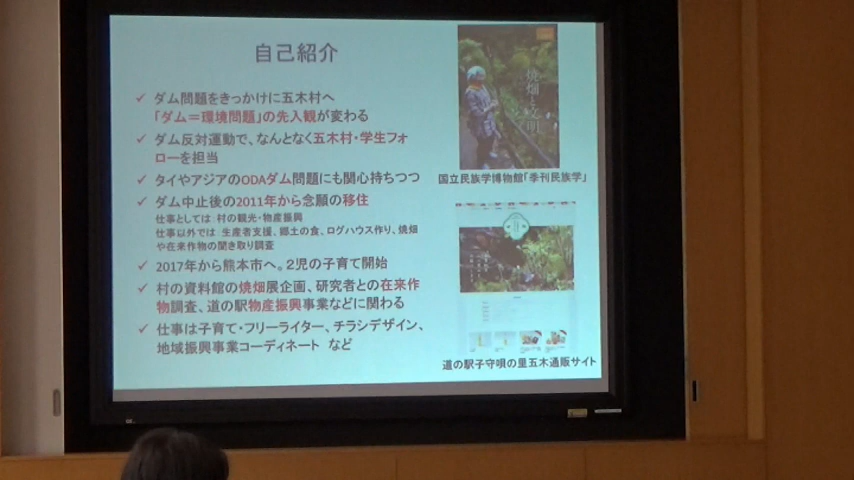 自己紹介
✓ ダム問題をきっかけに五木村へ
「ダム＝環境問題」の先入観が変わる
✓ ダム反対運動で、なんとなく五木村・学生フォ
ローを担当
✓ タイやアジアのODAダム問題にも関心持ちつつ
✓ ダム中止後の2011年から念願の移住
仕事としては 村の観光・物産振興
仕事以外では 生産者支援、郷土の食、ログハウス作り、焼畑
や在来作物の聞き取り調査
✓ 2017年から熊本市へ。2児の子育て開始
✓ 村の資料館の焼畑展企画、研究者との在来作
物調査、道の駅物産振興事業などに関わる
✓ 仕事は子育て・フリーライター、チラシデザイン、
地域振興事業コーディネート など
焼畑と文明
国立民族学博物館「季刊民族学」
道の駅子守唄の里五木通販サイト